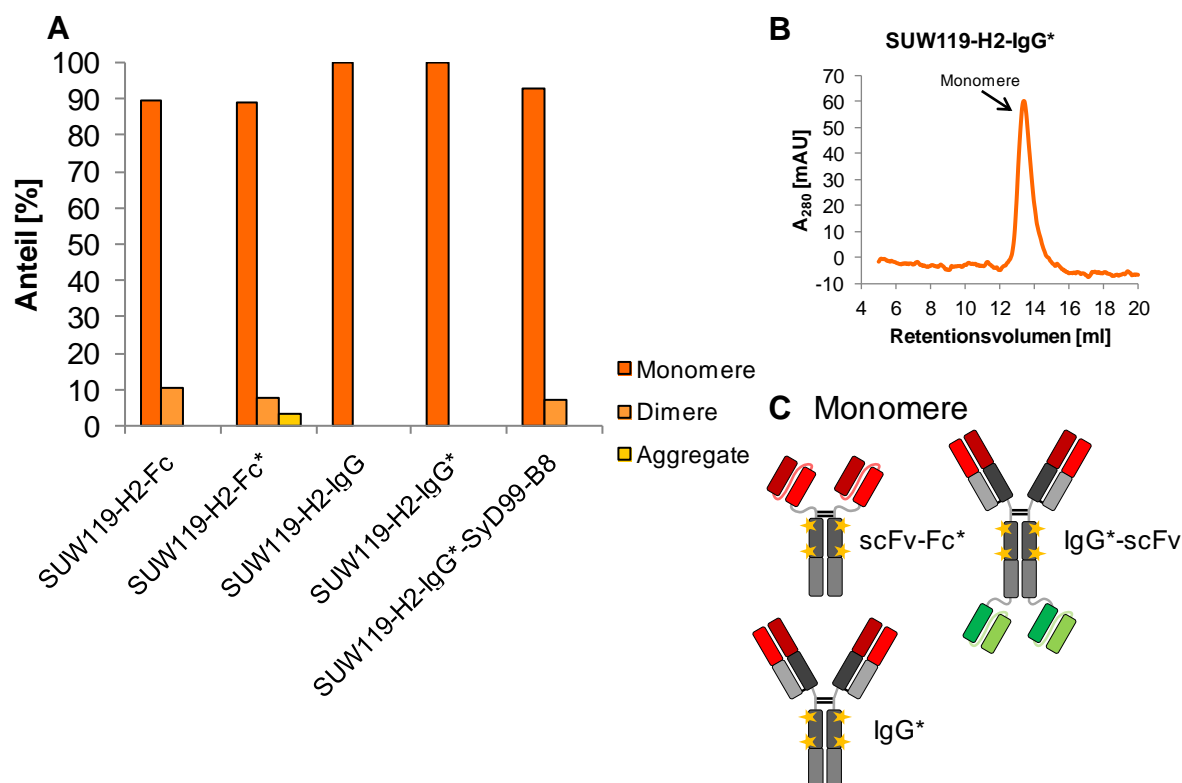 A
Anteil [%]
100
90
80
70
60
50
40
30
20
10
0
SUW119-H2-Fc
SUW119-H2-Fc*
SUW119-H2-IgG
SUW119-H2-IgG*
SUW119-H2-IgG*-SyD99-B8
Monomere
Dimere
Aggregate
B
SUW119-H2-IgG*
Monomere
A280 [mAU]
70
60
50
40
30
20
10
0
-10
4 6 8 10 12 14 16 18 20
Retentionsvolumen [ml]
C Monomere
scFv-Fc*
IgG*-scFv
IgG*